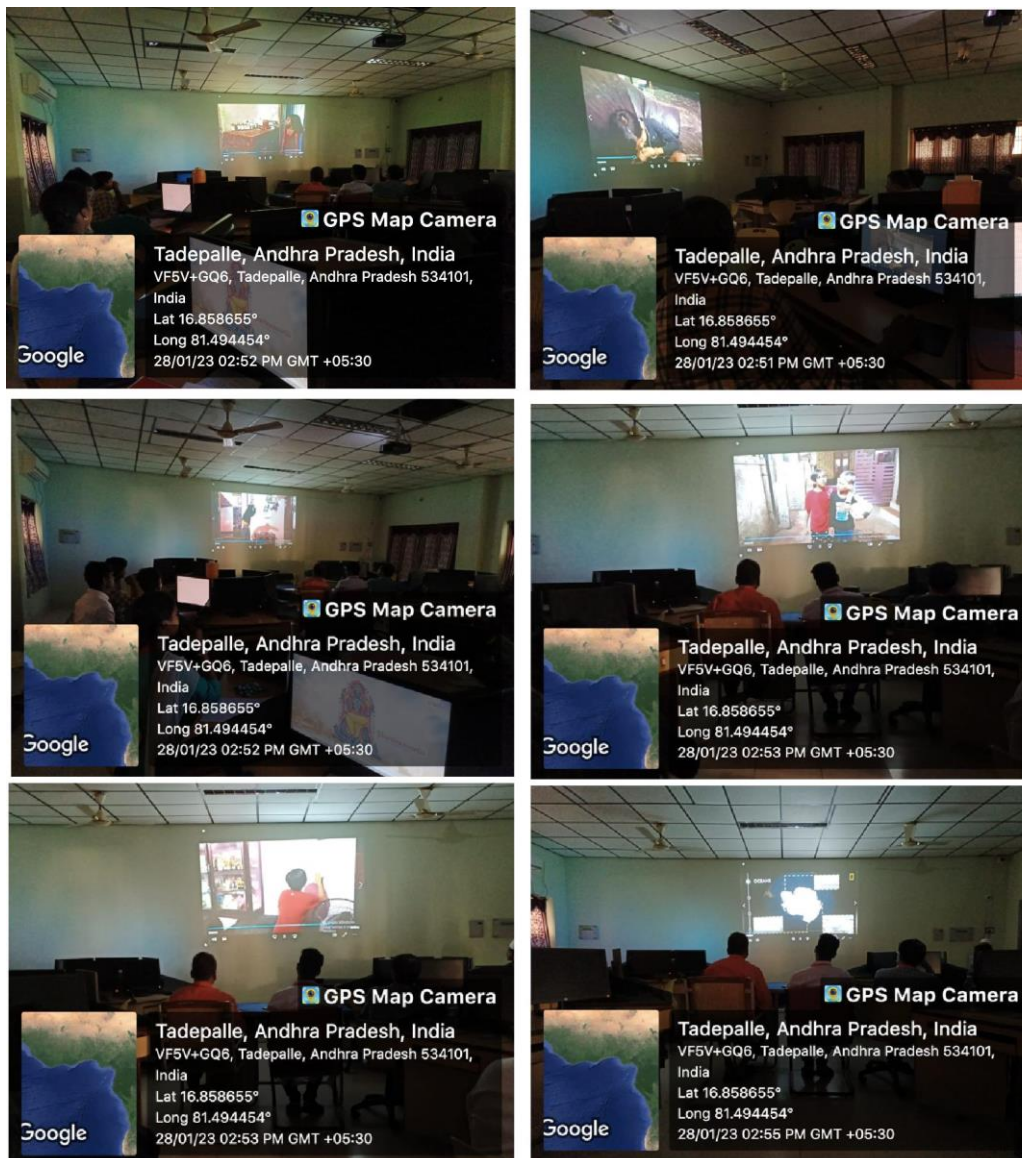 GPS Map Camera
Tadepalle, Andhra Pradesh, India
VF5V+GQ6, Tadepalle, Andhra Pradesh 534101,
India
Lat 16.858655°
Long 81.494454°
28/01/23 02:52 PM GMT +05:30
Google
GPS Map Camera
Tadepalle, Andhra Pradesh, India
VF5V+GQ6, Tadepalle, Andhra Pradesh 534101,
India
Lat 16.858655°
Long 81.494454°
28/01/23 02:51 PM GMT +05:30
Google
GPS Map Camera
Tadepalle, Andhra Pradesh, India
VF5V+GQ6, Tadepalle, Andhra Pradesh 534101,
India
Lat 16.858655°
Long 81.494454°
28/01/23 02:52 PM GMT +05:30
Google
GPS Map Camera
Tadepalle, Andhra Pradesh, India
VF5V+GQ6, Tadepalle, Andhra Pradesh 534101,
India
Lat 16.858655°
Long 81.494454°
28/01/23 02:53 PM GMT +05:30
Google
GPS Map Camera
Tadepalle, Andhra Pradesh, India
VF5V+GQ6, Tadepalle, Andhra Pradesh 534101,
India
Lat 16.858655°
Long 81.494454°
28/01/23 02:53 PM GMT +05:30
Google
OCEANS
GPS Map Camera
Tadepalle, Andhra Pradesh, India
VF5V+GQ6, Tadepalle, Andhra Pradesh 534101,
India
Lat 16.858655°
Long 81.494454°
28/01/23 02:55 PM GMT +05:30
Google